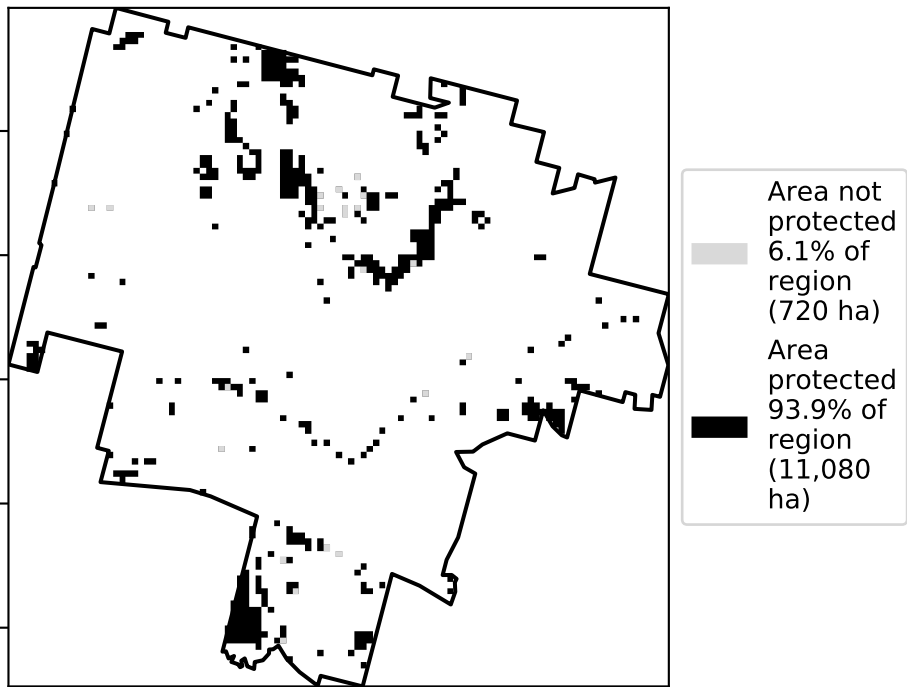 Area not
protected
6.1% of
region
(720 ha)
Area
protected
93.9% of
region
(11,080
ha)